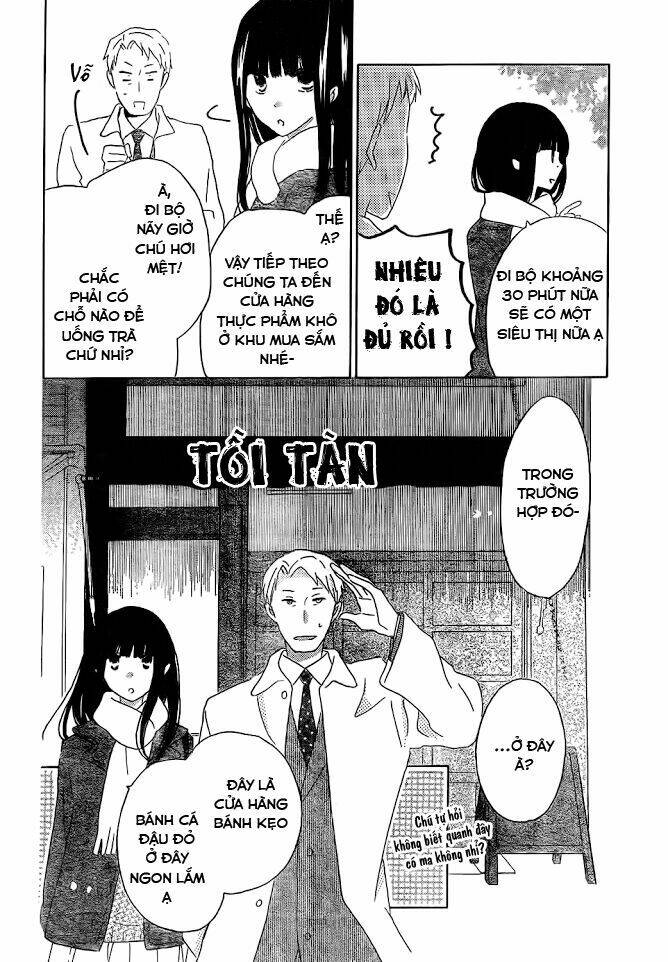 ĐI BỘ KHOẢNG
30 PHÚT NỮA
SẼ CÓ MỘT
SIÊU THỊ NỮA Ạ
NHIÊU
ĐÓ LÀ
ĐỦ RỒI !
THẾ
Ạ?
VẬY TIẾP THEO
CHÚNG TA ĐẾN
CỬA HÀNG
THỰC PHẨM KHÔ
Ở KHU MUA SẮM
NHÉ-
Vỗ
À,
ĐI BỘ
NÃY GIỜ
CHÚ HƠI
MỆT!
CHẮC
PHẢI CÓ
CHỖ NÀO ĐỂ
UỐNG TRÀ
CHỨ NHỈ?
TRONG
TRƯỜNG
HỢP ĐÓ-
TỒI TÀN
...Ở ĐÂY
À?
Chú tự hỏi
không biết quanh đây
có ma không nhỉ?
ĐÂY LÀ
CỬA HÀNG
BÁNH KẸO
BÁNH CÁ
ĐẬU ĐỎ
Ở ĐÂY
NGON LẮM
Ạ